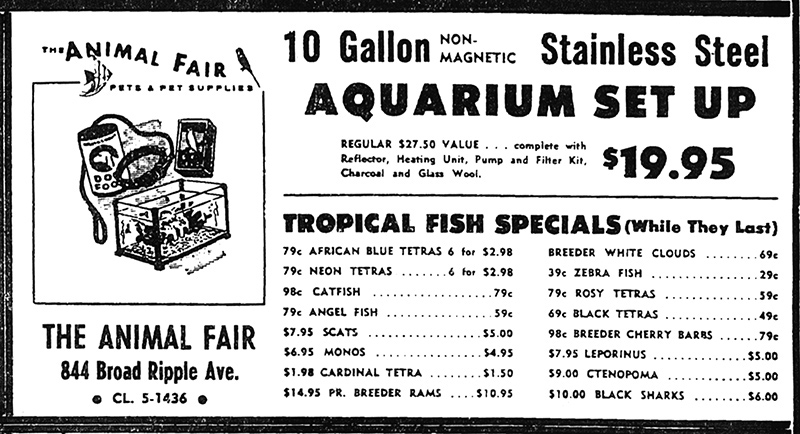 THE ANIMAL FAIR
PETS & PET SUPPLIES
THE ANIMAL FAIR
844 Broad Ripple Ave.
● CL. 5-1436 ●
10 Gallon NON-MAGNETIC Stainless Steel
AQUARIUM SET UP
REGULAR $27.50 VALUE . . . complete with
Reflector, Heating Unit, Pump and Filter Kit,
Charcoal and Glass Wool.
$19.95
TROPICAL FISH SPECIALS (While They Last)
79c AFRICAN BLUE TETRAS 6 for $2.98
79c NEON TETRAS .......6 for $2.98
98c CATFISH ..................79c
79c ANGEL FISH ................59c
$7.95 SCATS ..................$5.00
$6.95 MONOS .................$4.95
$1.98 CARDINAL TETRA ........$1.50
$14.95 PR. BREEDER RAMS ....$10.95
BREEDER WHITE CLOUDS ........69c
39c ZEBRA FISH ................29c
79c ROSY TETRAS ..............59c
69c BLACK TETRAS .............49c
98c BREEDER CHERRY BARBS .....79c
$7.95 LEPORINUS ..............$5.00
$9.00 CTENOPOMA .............$5.00
$10.00 BLACK SHARKS ........$6.00